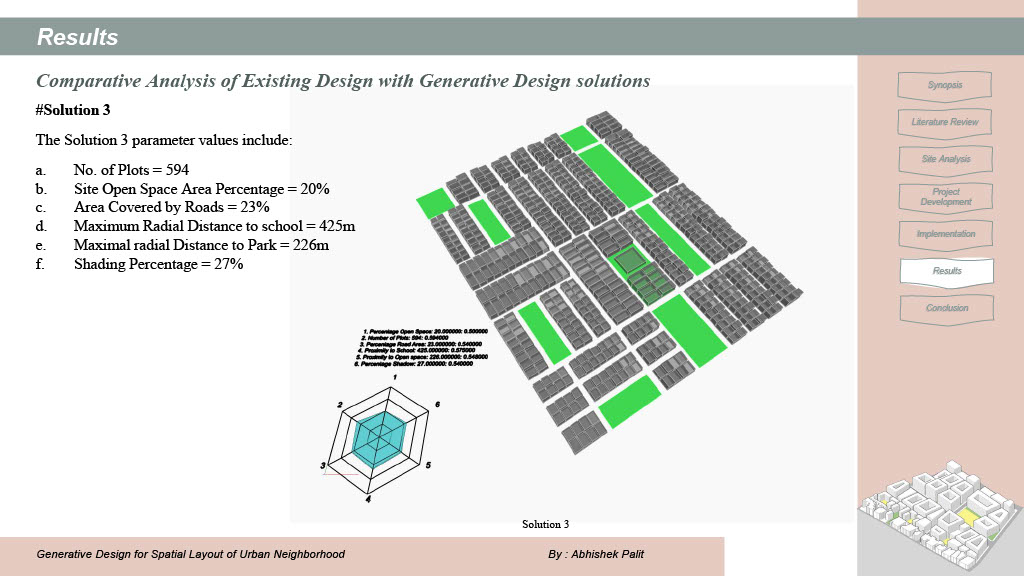 Results
Comparative Analysis of Existing Design with Generative Design solutions
#Solution 3
The Solution 3 parameter values include:
a. No. of Plots = 594
b. Site Open Space Area Percentage = 20%
c. Area Covered by Roads = 23%
d. Maximum Radial Distance to school = 425m
e. Maximal radial Distance to Park = 226m
f. Shading Percentage = 27%
1. Percentage Open Space: 20.000000: 0.500000
2. Number of Plots: 594: 0.594000
3. Percentage Road Area: 23.000000: 0.540000
4. Proximity to School: 425.000000: 0.575000
5. Proximity to Open space: 226.000000: 0.548000
6. Percentage Shadow: 27.000000: 0.540000
1
2
6
3
5
4
Solution 3
Synopsis
Literature Review
Site Analysis
Project
Development
Implementation
Results
Conclusion
Generative Design for Spatial Layout of Urban Neighborhood
By : Abhishek Palit